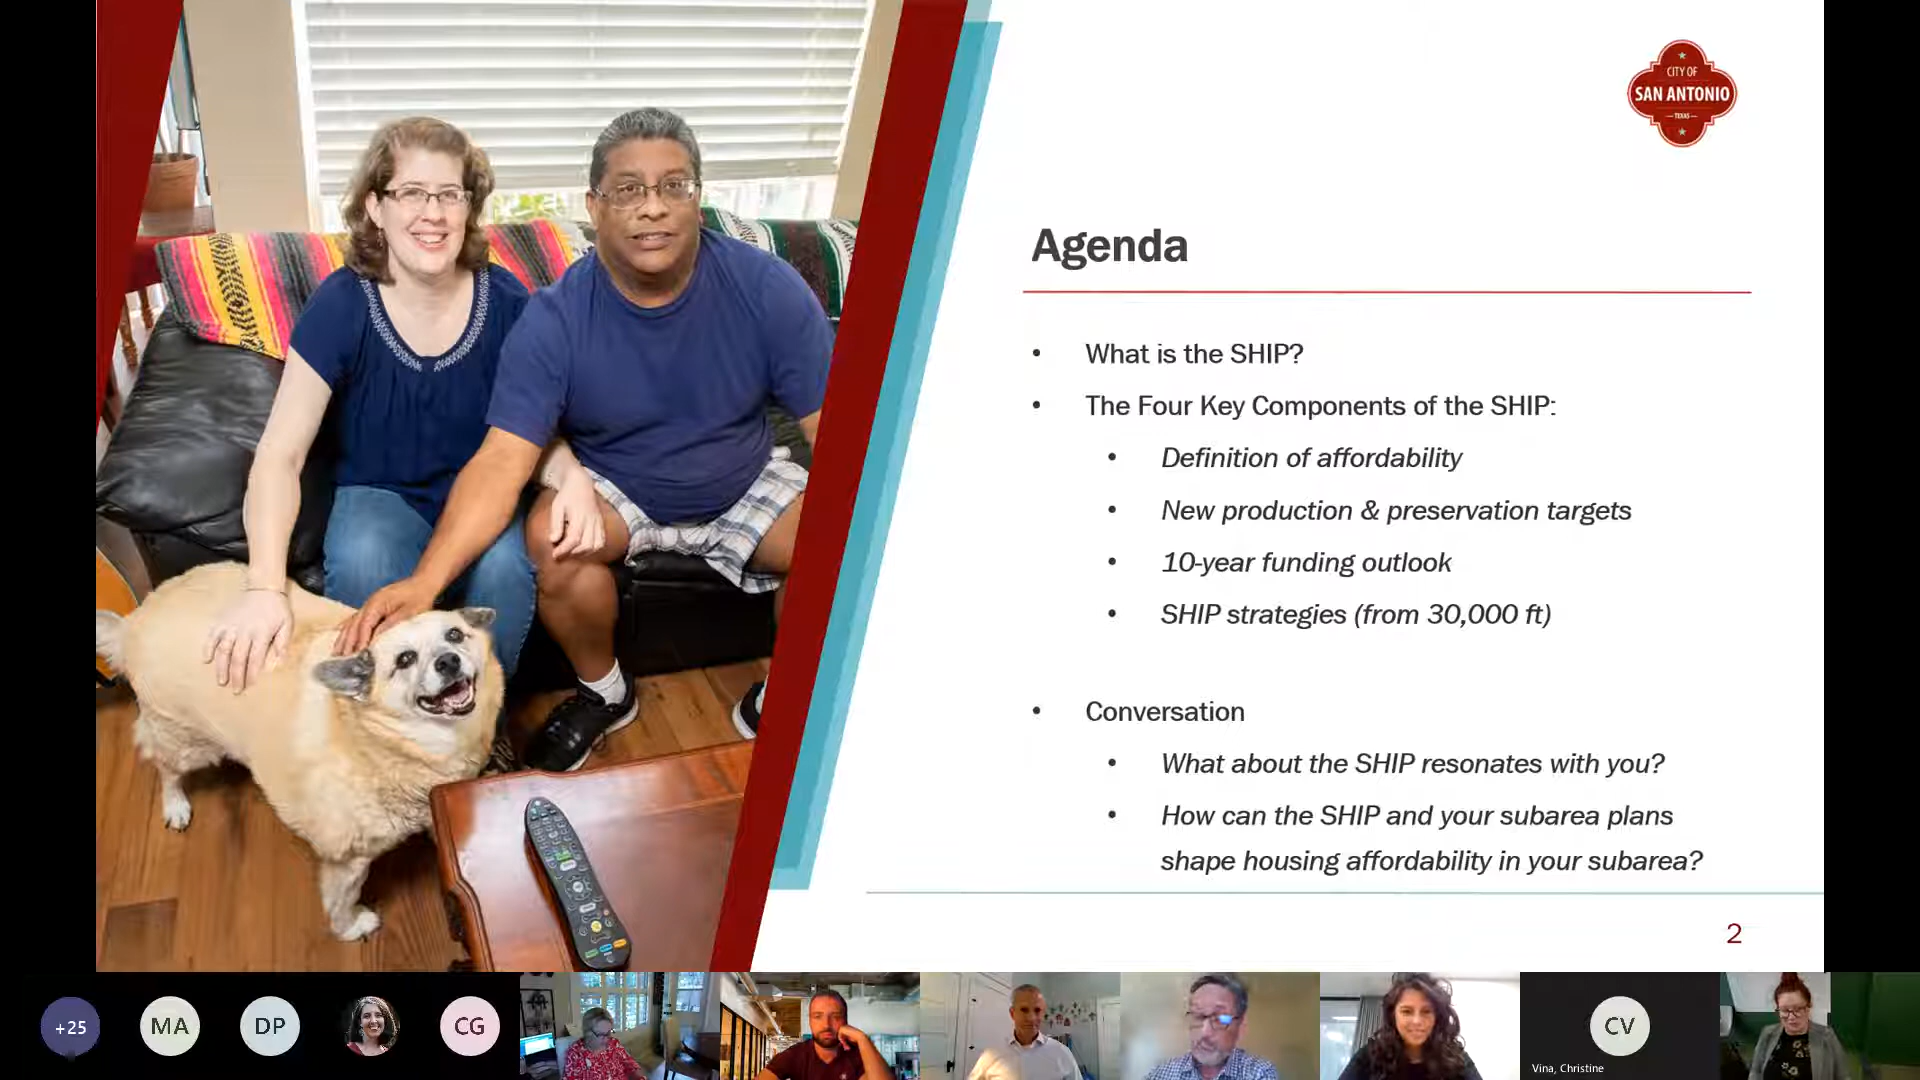 CITY OF
SAN ANTONIO
TEXAS
Agenda
• What is the SHIP?
• The Four Key Components of the SHIP:
• Definition of affordability
• New production & preservation targets
• 10-year funding outlook
• SHIP strategies (from 30,000 ft)
• Conversation
• What about the SHIP resonates with you?
• How can the SHIP and your subarea plans
shape housing affordability in your subarea?
2
+25
MA
DP
CG
CV
Vina, Christine